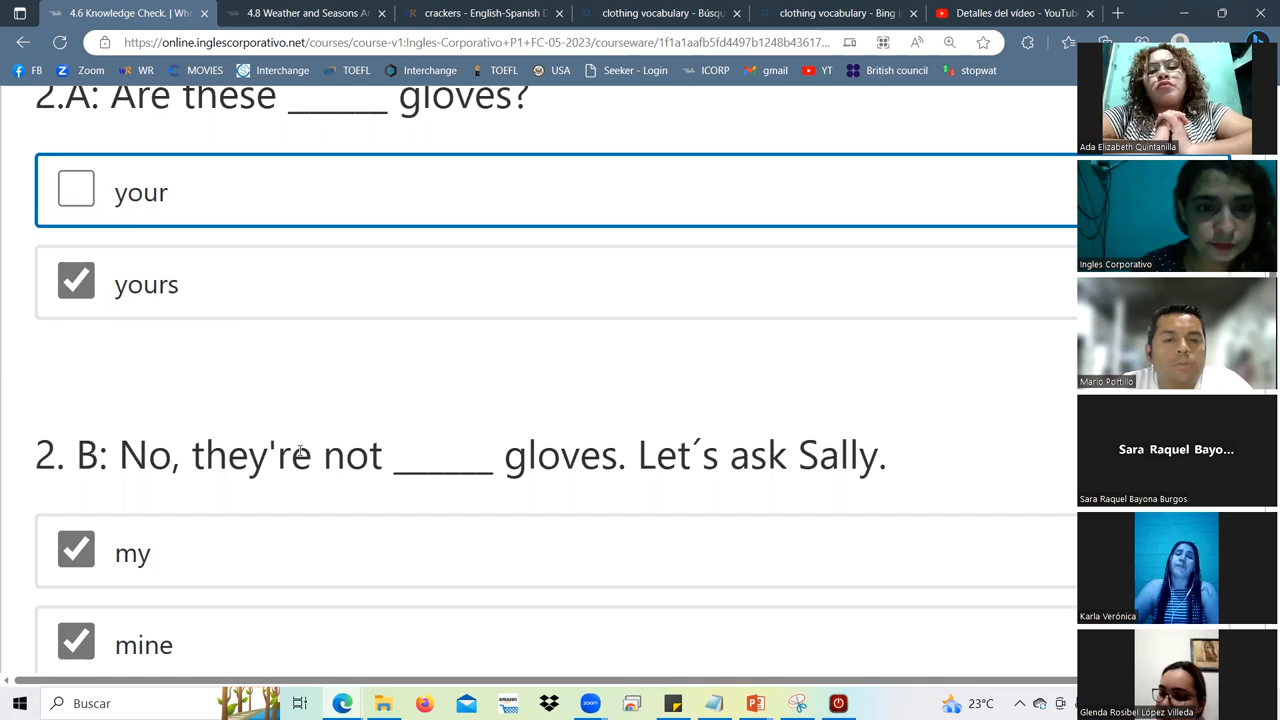 4.6 Knowledge Check. | Who
4.8 Weather and Seasons Ar
crackers - English-Spanish D
clothing vocabulary - Búsqu
clothing vocabulary - Bing i
Detalles del vídeo - YouTub
https://online.inglescorporativo.net/courses/course-v1:Ingles-Corporativo+P1+FC-05-2023/courseware/1f1a1aafb5fd4497b1248b43617...
FB
Zoom
WR
MOVIES
Interchange
TOEFL
Interchange
TOEFL
USA
Seeker - Login
ICORP
gmail
YT
British council
stopwat
2.A: Are these ______ gloves?
your
yours
2. B: No, they're not ______ gloves. Let´s ask Sally.
my
mine
Ada Elizabeth Quintanilla
Ingles Corporativo
Mario Portillo
Sara Raquel Bayo...
Sara Raquel Bayona Burgos
Karla Verónica
Glenda Rosibel López Villeda
Buscar
23°C